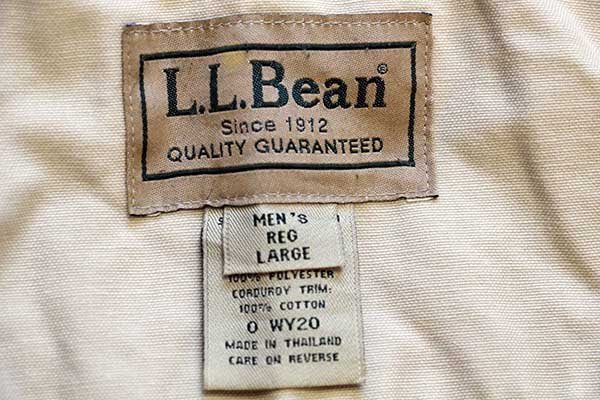 L.L.Bean®
Since 1912
QUALITY GUARANTEED
MEN'S
REG
LARGE
100% POLYESTER
CORDUROY TRIM:
100% COTTON
0 WY20
MADE IN THAILAND
CARE ON REVERSE